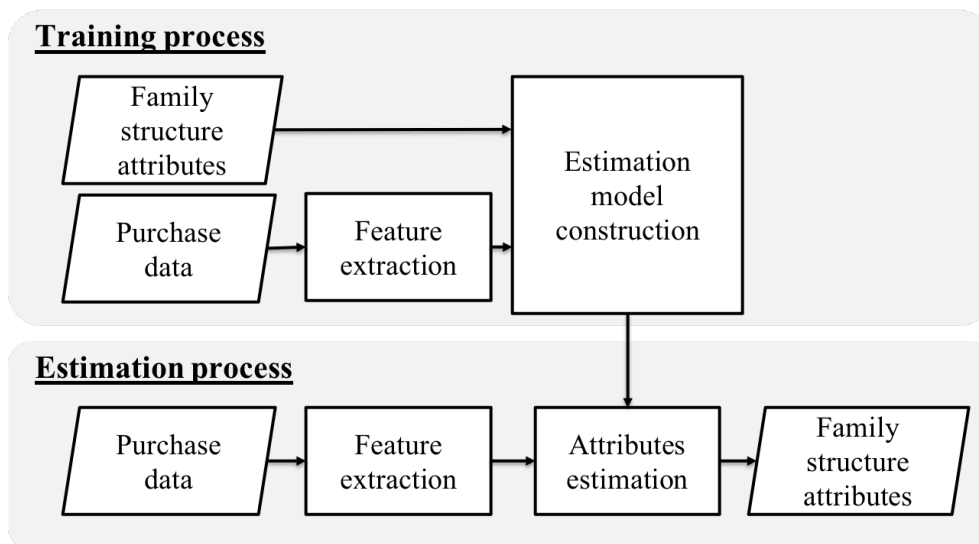 Training process
Family
structure
attributes
Purchase
data
Feature
extraction
Estimation
model
construction
Estimation process
Purchase
data
Feature
extraction
Attributes
estimation
Family
structure
attributes